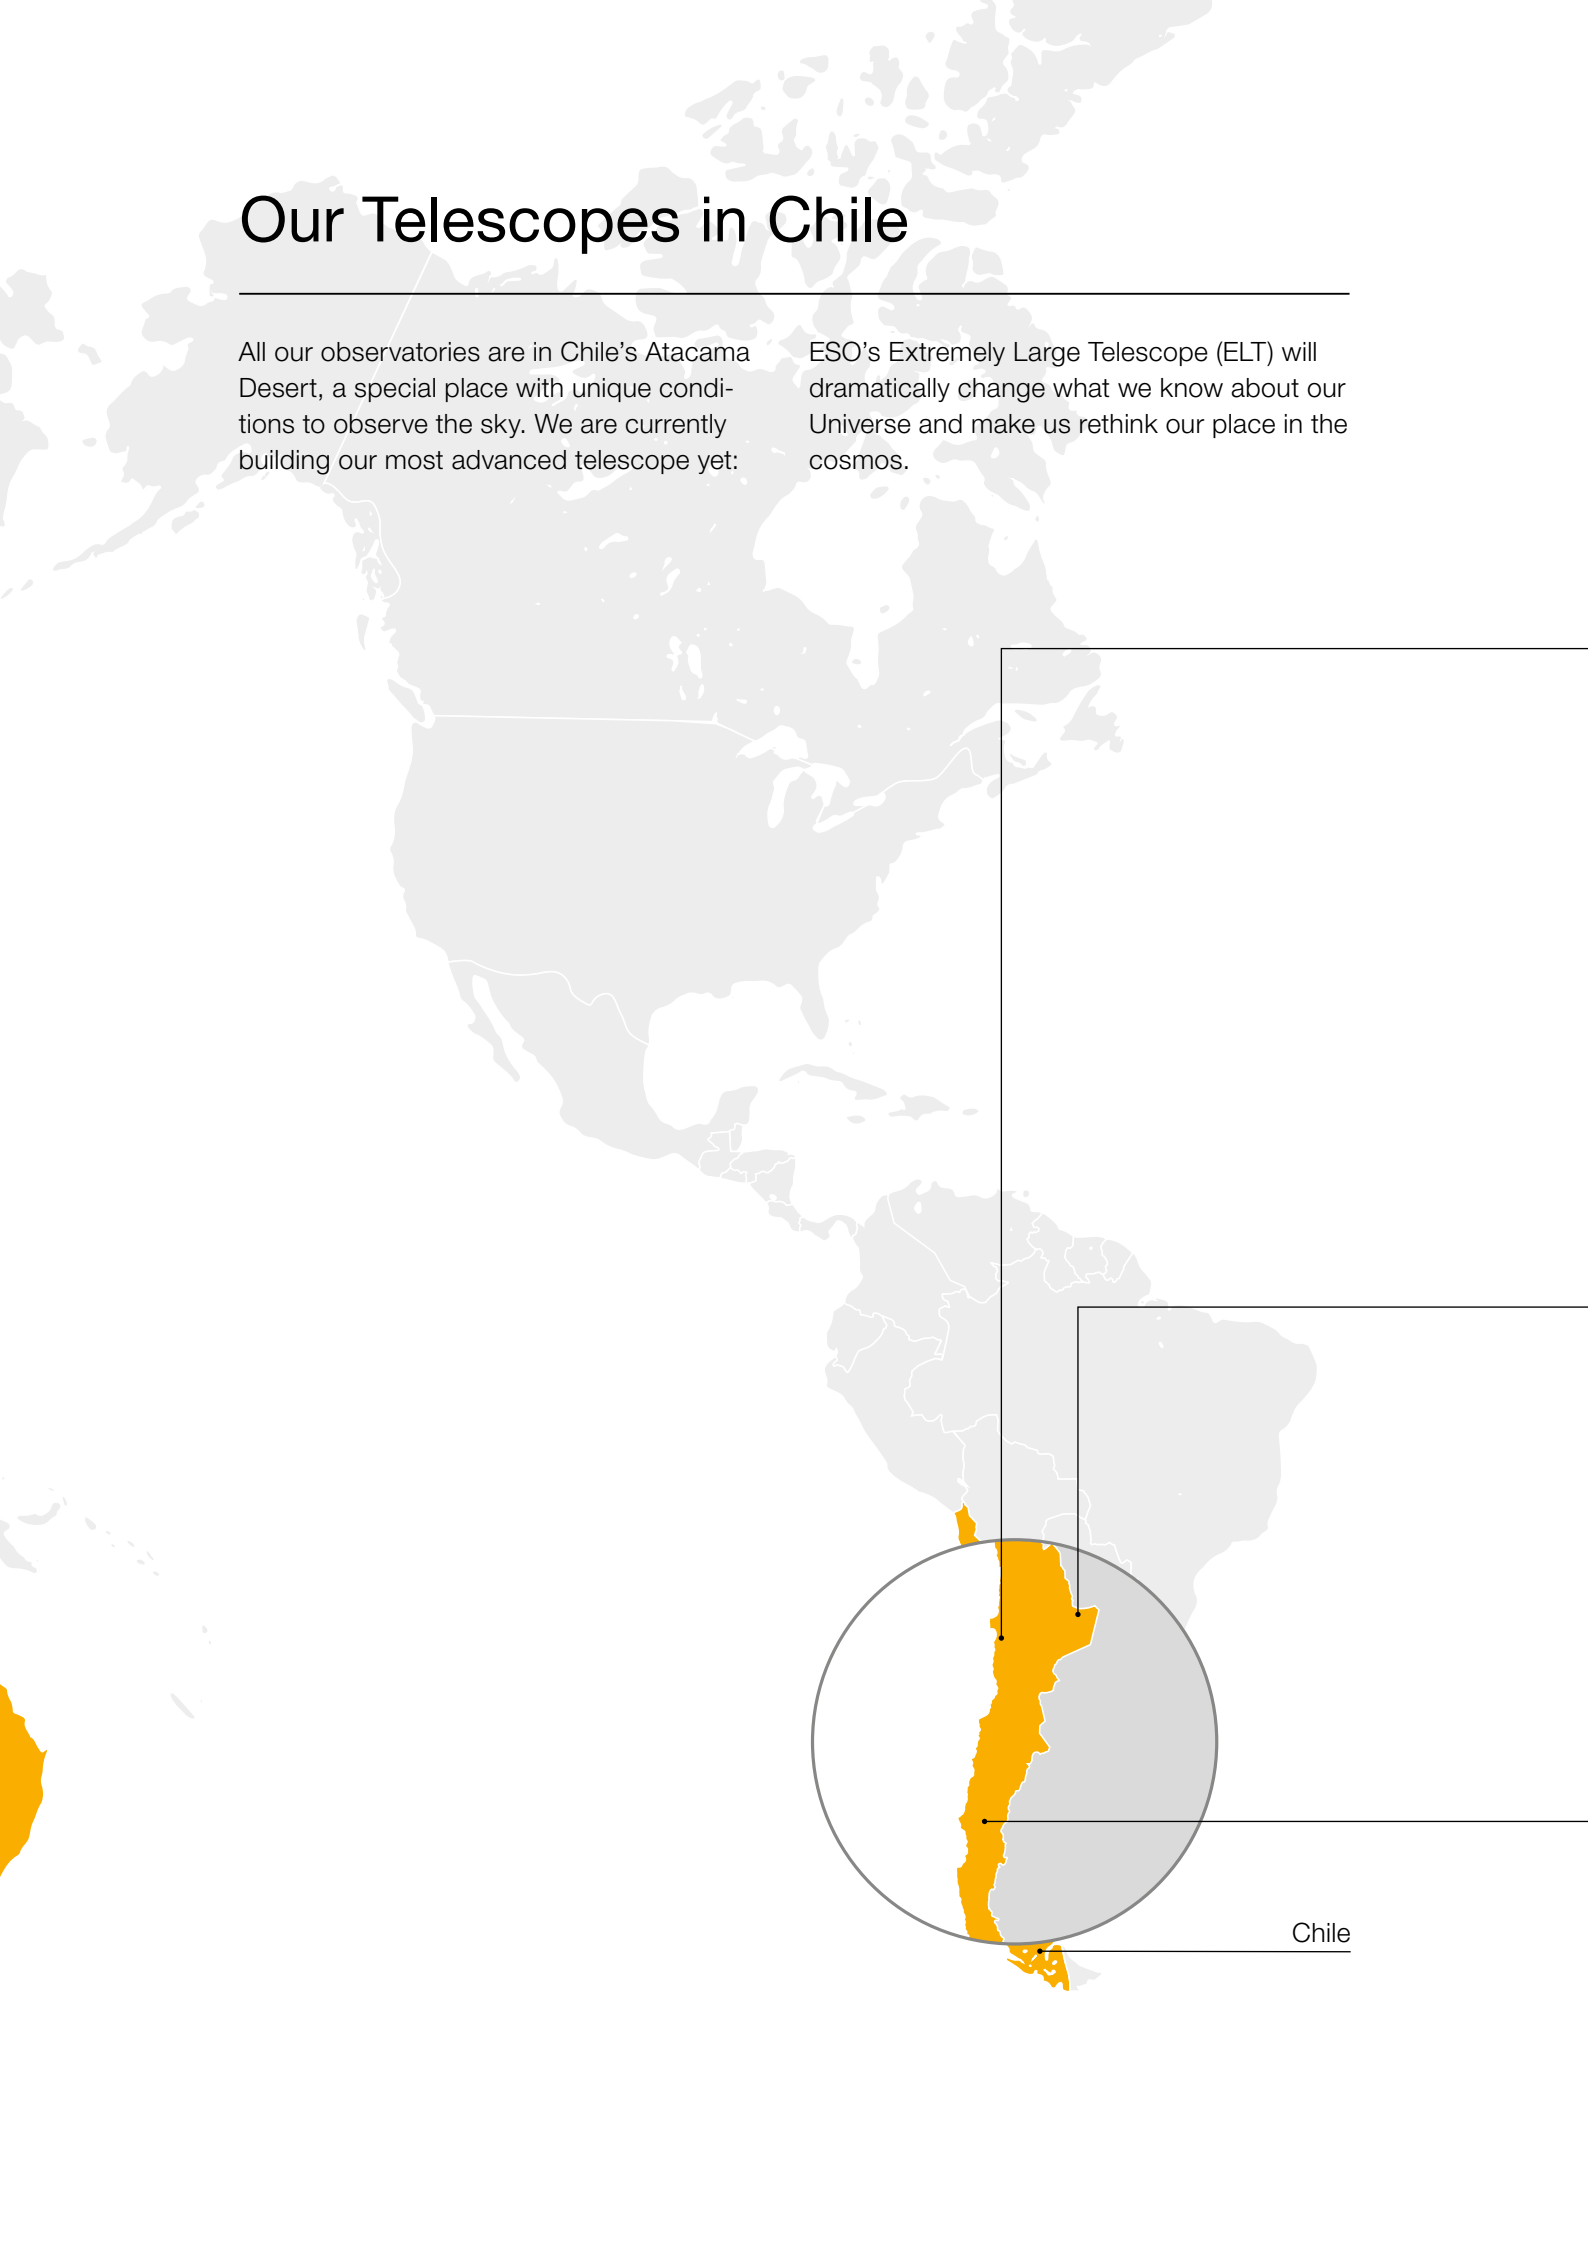 Our Telescopes in Chile
All our observatories are in Chile’s Atacama
Desert, a special place with unique condi-
tions to observe the sky. We are currently
building our most advanced telescope yet:
ESO’s Extremely Large Telescope (ELT) will
dramatically change what we know about our
Universe and make us rethink our place in the
cosmos.
Chile